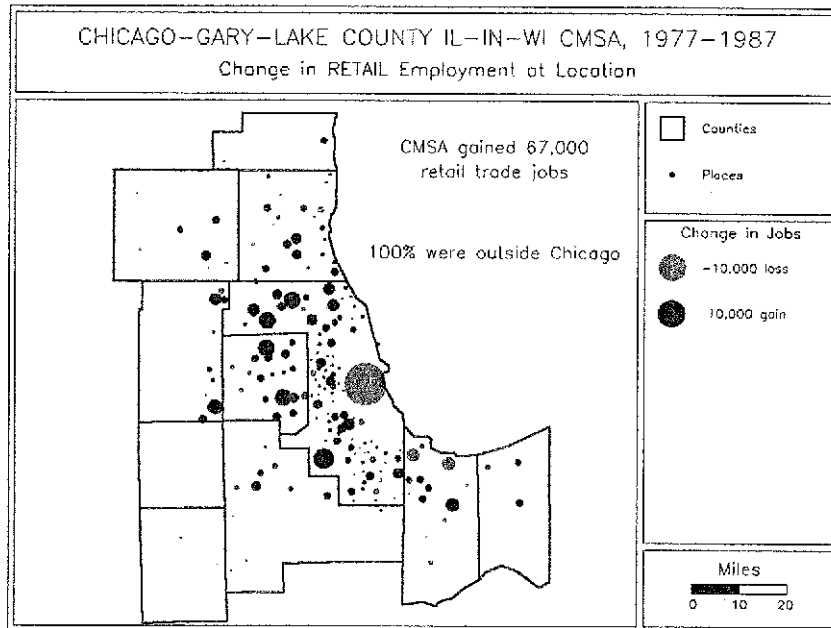 CHICAGO-GARY-LAKE COUNTY IL-IN-WI CMSA, 1977-1987
Change in RETAIL Employment at Location
CMSA gained 67,000
retail trade jobs
100% were outside Chicago
Counties
Places
Change in Jobs
-10,000 loss
10,000 gain
Miles
0 10 20